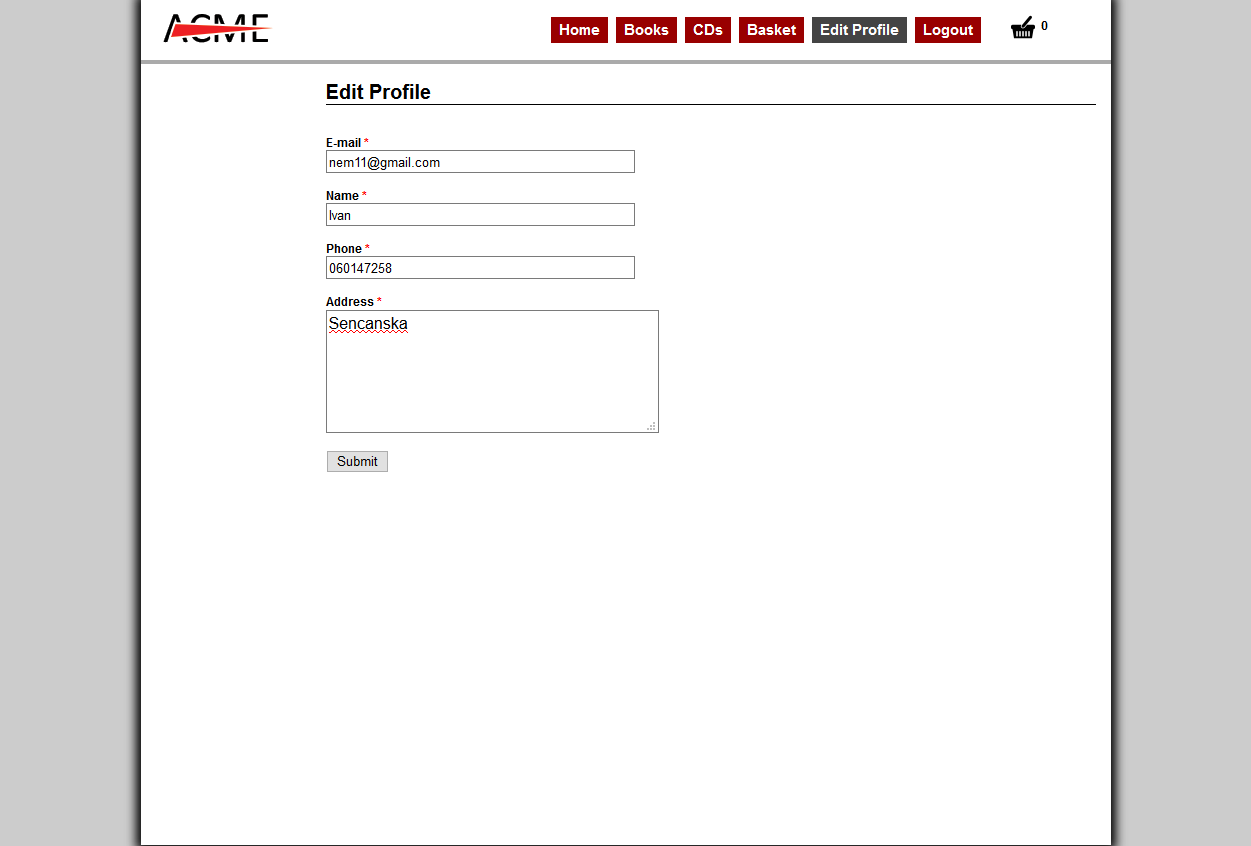 ACME
Home Books CDs Basket Edit Profile Logout 0
Edit Profile
E-mail *
nem11@gmail.com
Name *
Ivan
Phone *
060147258
Address *
Sencanska
Submit